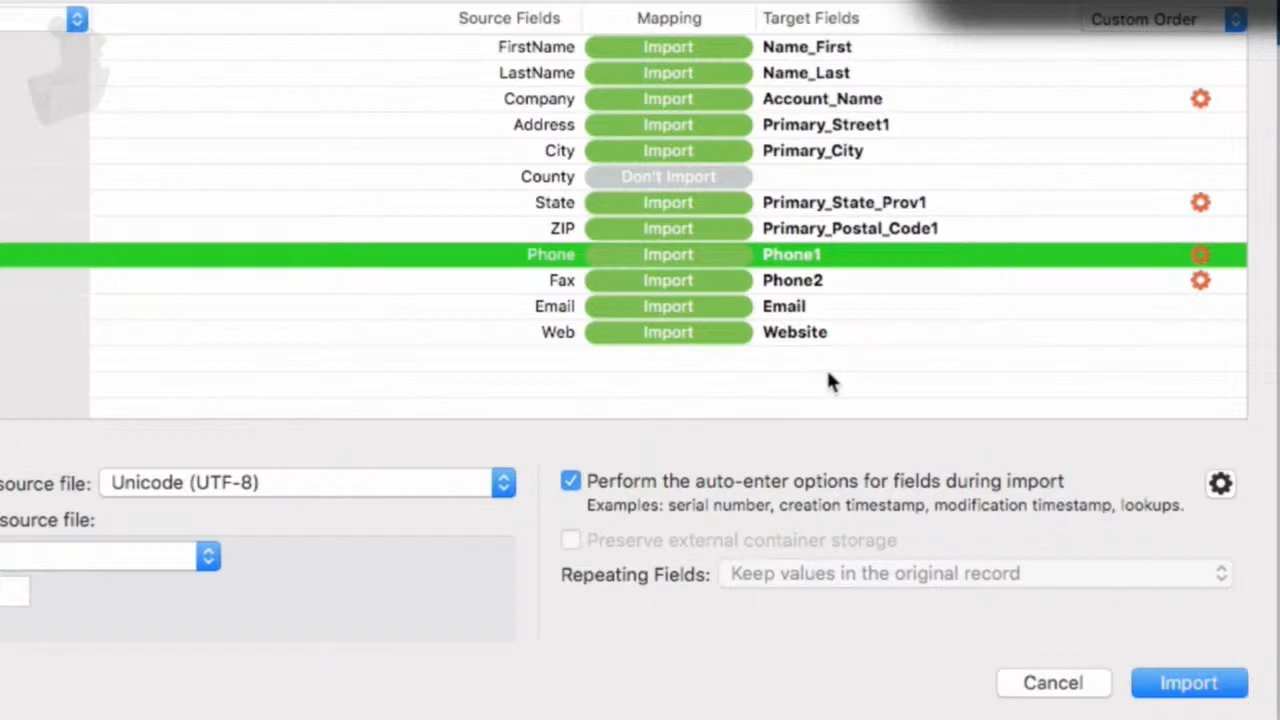 Source Fields Mapping Target Fields Custom Order
FirstName Import Name_First
LastName Import Name_Last
Company Import Account_Name
Address Import Primary_Street1
City Import Primary_City
County Don't Import
State Import Primary_State_Prov1
ZIP Import Primary_Postal_Code1
Phone Import Phone1
Fax Import Phone2
Email Import Email
Web Import Website
source file: Unicode (UTF-8)
source file:
Perform the auto-enter options for fields during import
Examples: serial number, creation timestamp, modification timestamp, lookups.
Preserve external container storage
Repeating Fields: Keep values in the original record
Cancel Import